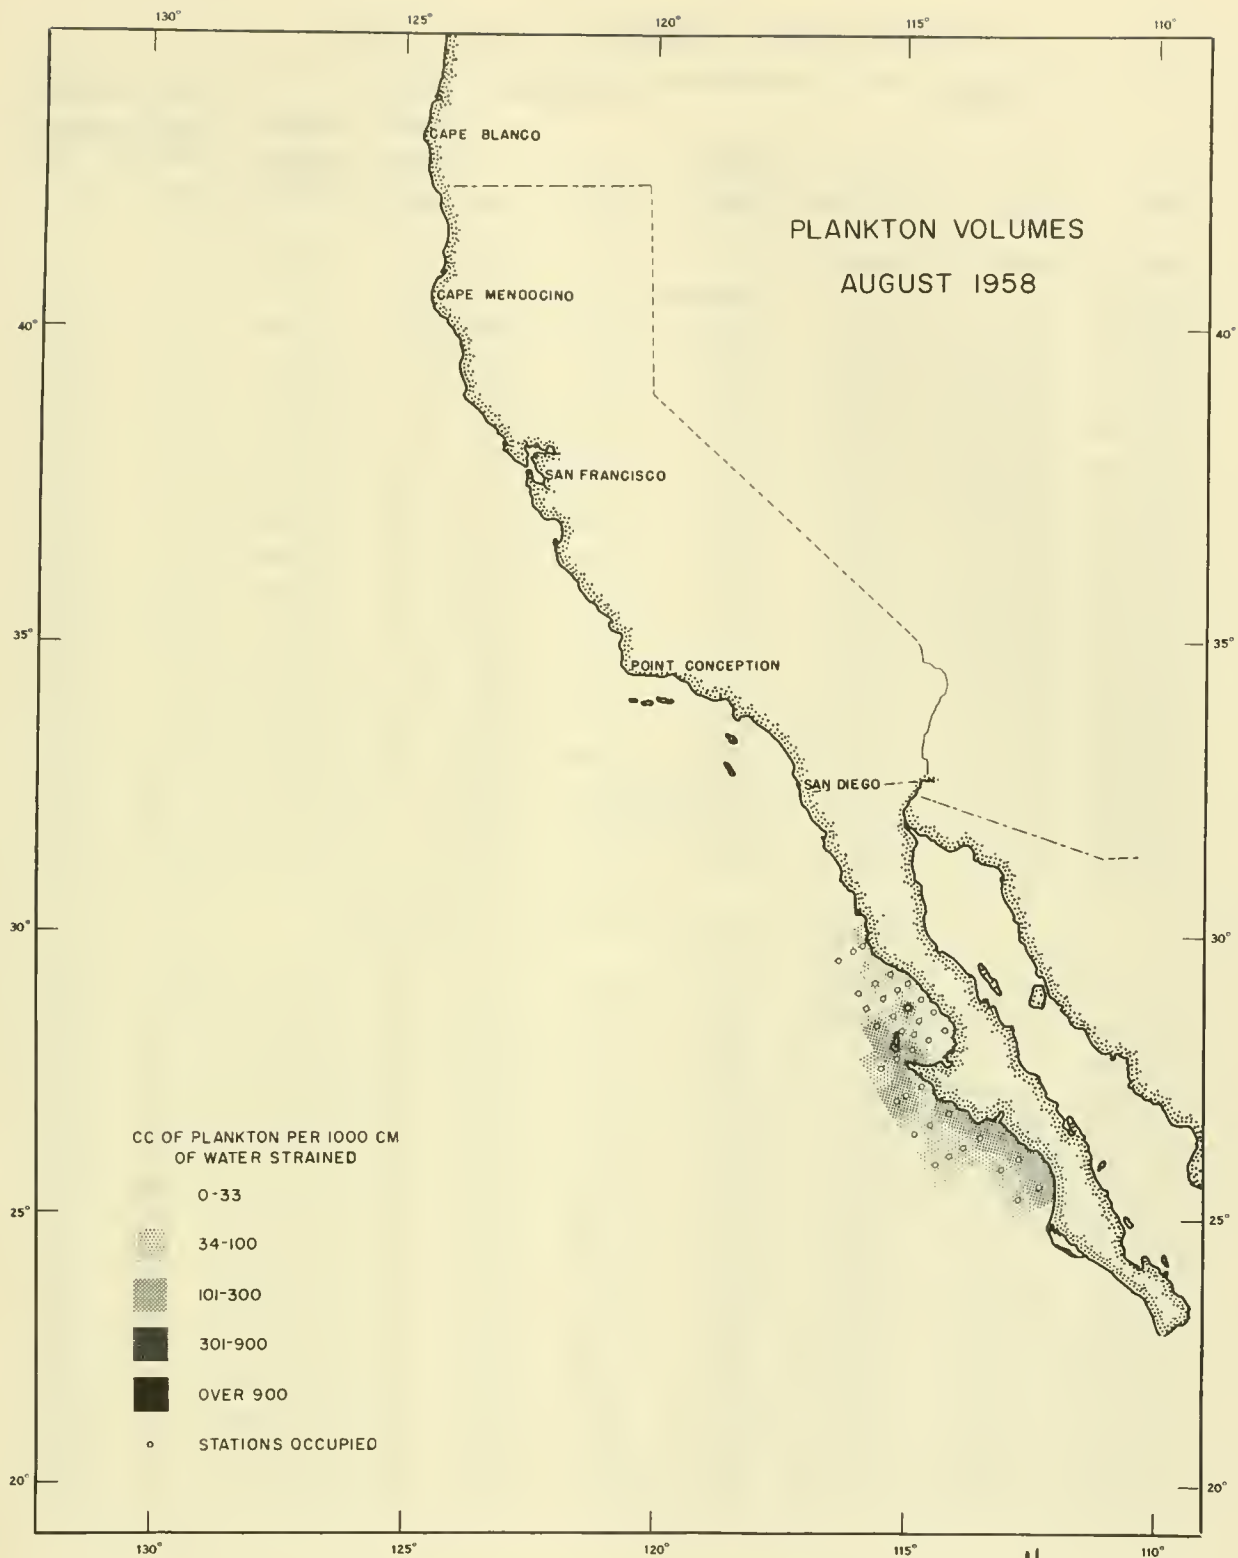 130° 125° 120° 115° 110°
CAPE BLANCO
PLANKTON VOLUMES
AUGUST 1958
CAPE MENDOCINO
40° 40°
SAN FRANCISCO
35° 35°
POINT CONCEPTION
SAN DIEGO
30° 30°
CC OF PLANKTON PER 1000 CM
OF WATER STRAINED
0-33
25° 25°
34-100
101-300
301-900
OVER 900
STATIONS OCCUPIED
20° 20°
130° 125° 120° 115° 110°